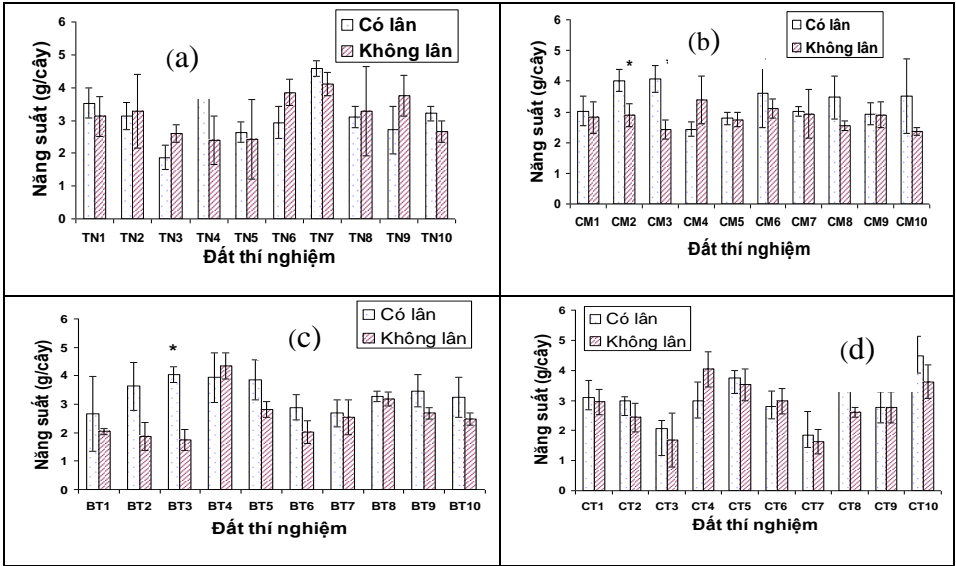 (a)
Có lân
Không lân
Năng suất (g/cây)
6
5
4
3
2
1
0
TN1 TN2 TN3 TN4 TN5 TN6 TN7 TN8 TN9 TN10
Đất thí nghiệm
(b)
Có lân
Không lân
Năng suất (g/cây)
6
5
4
3
2
1
0
*
CM1 CM2 CM3 CM4 CM5 CM6 CM7 CM8 CM9 CM10
Đất thí nghiệm
(c)
Có lân
Không lân
Năng suất (g/cây)
6
5
4
3
2
1
0
*
BT1 BT2 BT3 BT4 BT5 BT6 BT7 BT8 BT9 BT10
Đất thí nghiệm
Có lân
Không lân
(d)
Năng suất (g/cây)
6
5
4
3
2
1
0
CT1 CT2 CT3 CT4 CT5 CT6 CT7 CT8 CT9 CT10
Đất thí nghiệm